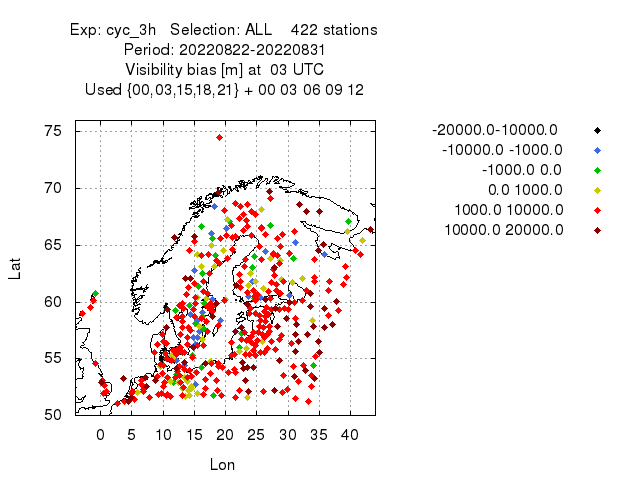 Exp: cyc_3h   Selection: ALL    422 stations
Period: 20220822-20220831
Visibility bias [m] at  03 UTC
Used {00,03,15,18,21} + 00 03 06 09 12
-20000.0-10000.0
-10000.0 -1000.0
-1000.0 0.0
0.0 1000.0
1000.0 10000.0
10000.0 20000.0
75
70
65
60
55
50
Lat
0 5 10 15 20 25 30 35 40
Lon